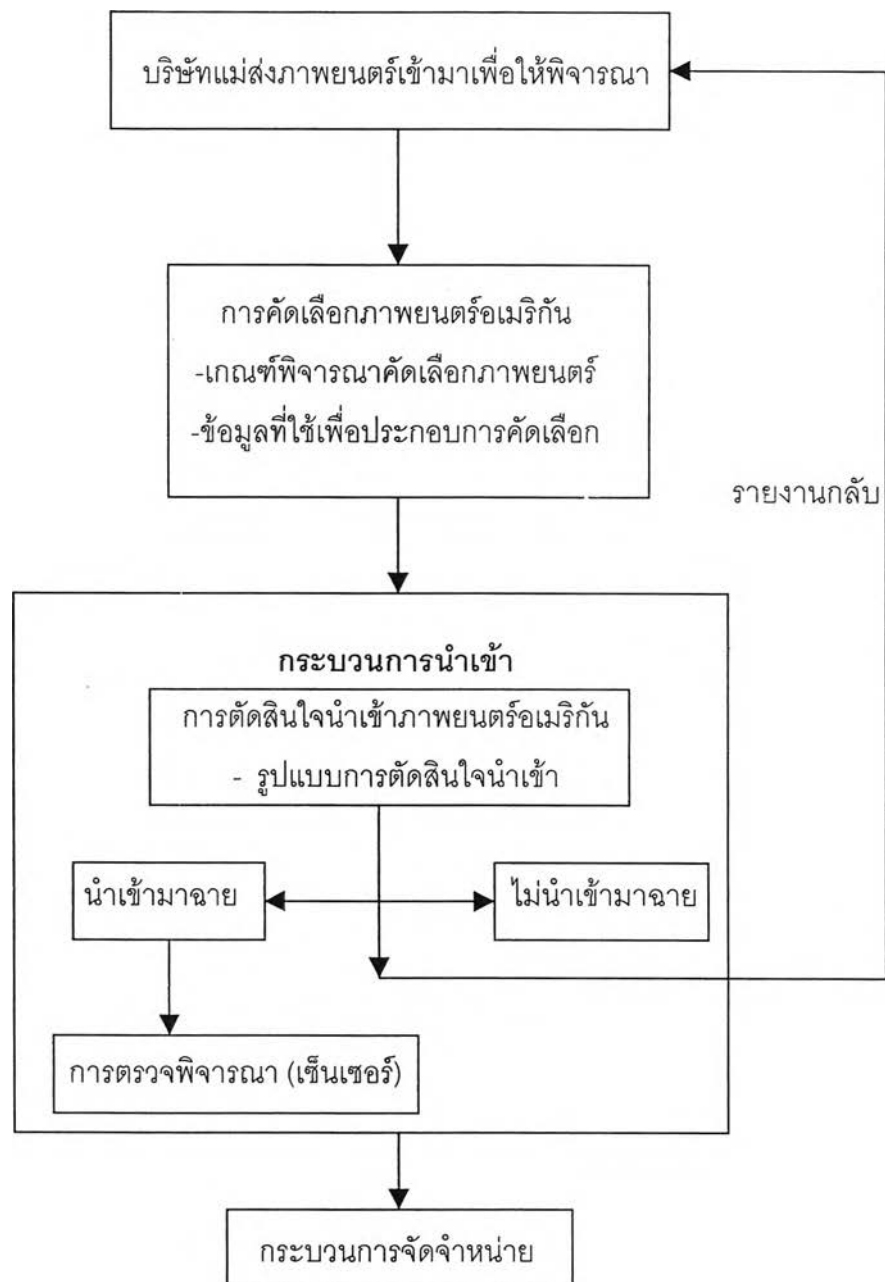 บริษัทแม่ส่งภาพยนตร์เข้ามาเพื่อให้พิจารณา
การคัดเลือกภาพยนตร์อเมริกัน
-เกณฑ์พิจารณาคัดเลือกภาพยนตร์
-ข้อมูลที่ใช้เพื่อประกอบการคัดเลือก
รายงานกลับ
กระบวนการนำเข้า
การตัดสินใจนำเข้าภาพยนตร์อเมริกัน
- รูปแบบการตัดสินใจนำเข้า
นำเข้ามาฉาย
ไม่นำเข้ามาฉาย
การตรวจพิจารณา (เซ็นเซอร์)
กระบวนการจัดจำหน่าย